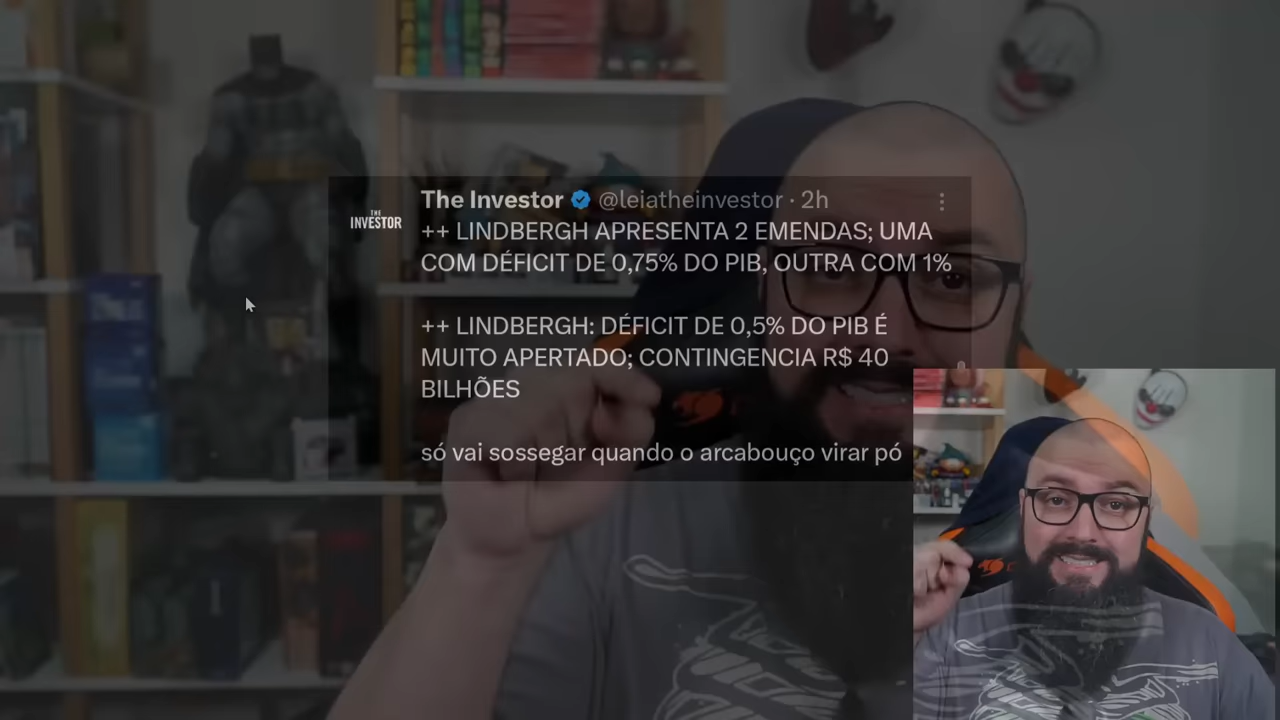 The Investor @leiatheinvestor · 2h
THE
INVESTOR
++ LINDBERGH APRESENTA 2 EMENDAS; UMA
COM DÉFICIT DE 0,75% DO PIB, OUTRA COM 1%
++ LINDBERGH: DÉFICIT DE 0,5% DO PIB É
MUITO APERTADO; CONTINGENCIA R$ 40
BILHÕES
só vai sossegar quando o arcabouço virar pó